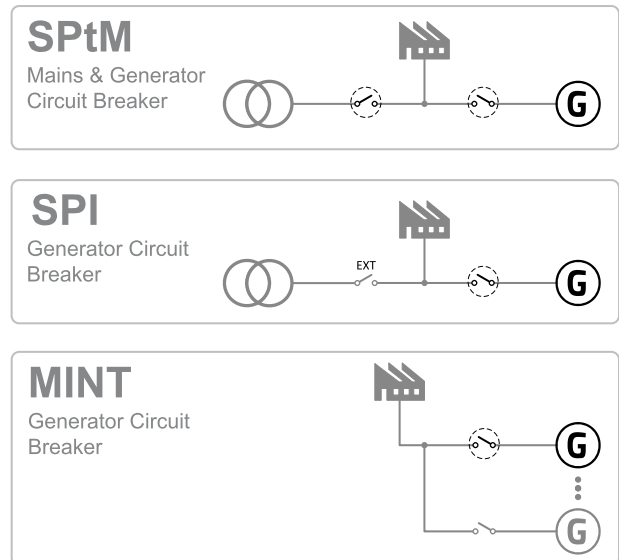 SPtM
Mains & Generator
Circuit Breaker
G
SPI
Generator Circuit
Breaker
EXT
G
MINT
Generator Circuit
Breaker
G
G